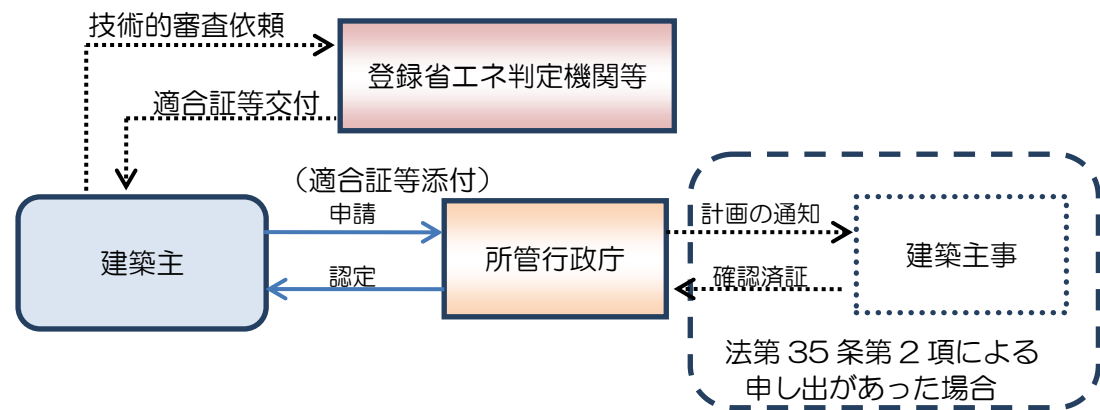 技術的審査依頼
登録省エネ判定機関等
適合証等交付
（適合証等添付）
申請
計画の通知
建築主
所管行政庁
建築主事
認定
確認済証
法第 35 条第 2 項による
申し出があった場合